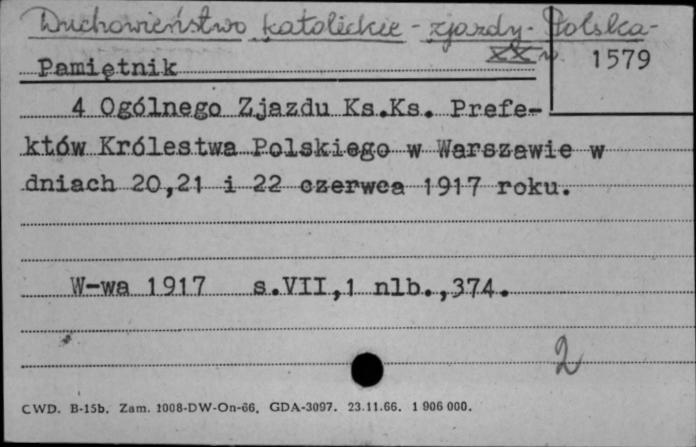 Duchowieństwo katolickie - zjazdy - Polska -
XX w.
1579
Pamiętnik
4 Ogólnego Zjazdu Ks.Ks. Prefe-
któw Królestwa Polskiego w Warszawie w
dniach 20,21 i 22 czerwca 1917 roku.
W-wa 1917 s.VII,1 nlb.,374.
2
CWD. B-15b. Zam. 1008-DW-On-66. GDA-3097. 23.11.66. 1 906 000.